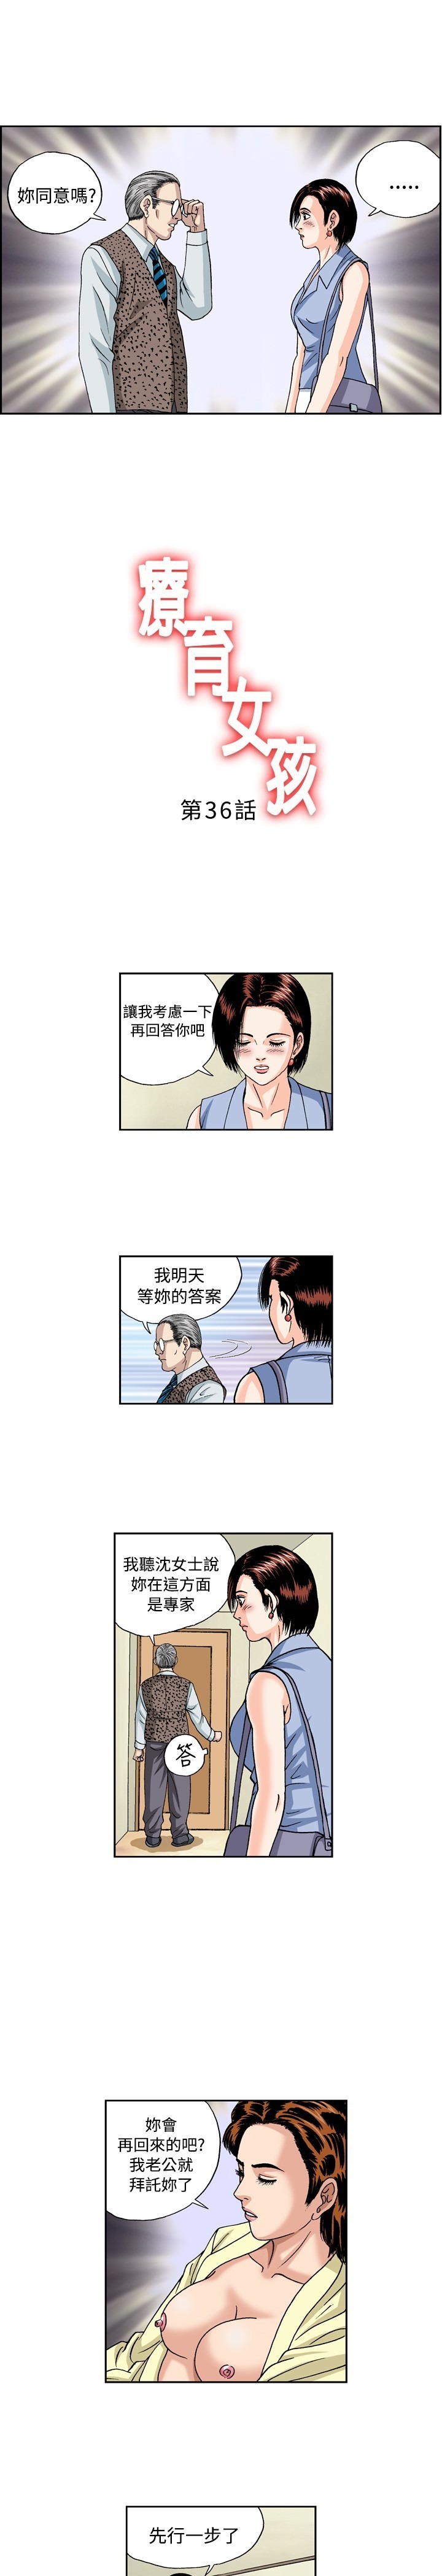 妳同意嗎?
.....
療育女孩
第36話
讓我考慮一下
再回答你吧
我明天
等妳的答案
我聽沈女士說
妳在這方面
是專家
答
妳會
再回來的吧?
我老公就
拜託妳了
先行一步了